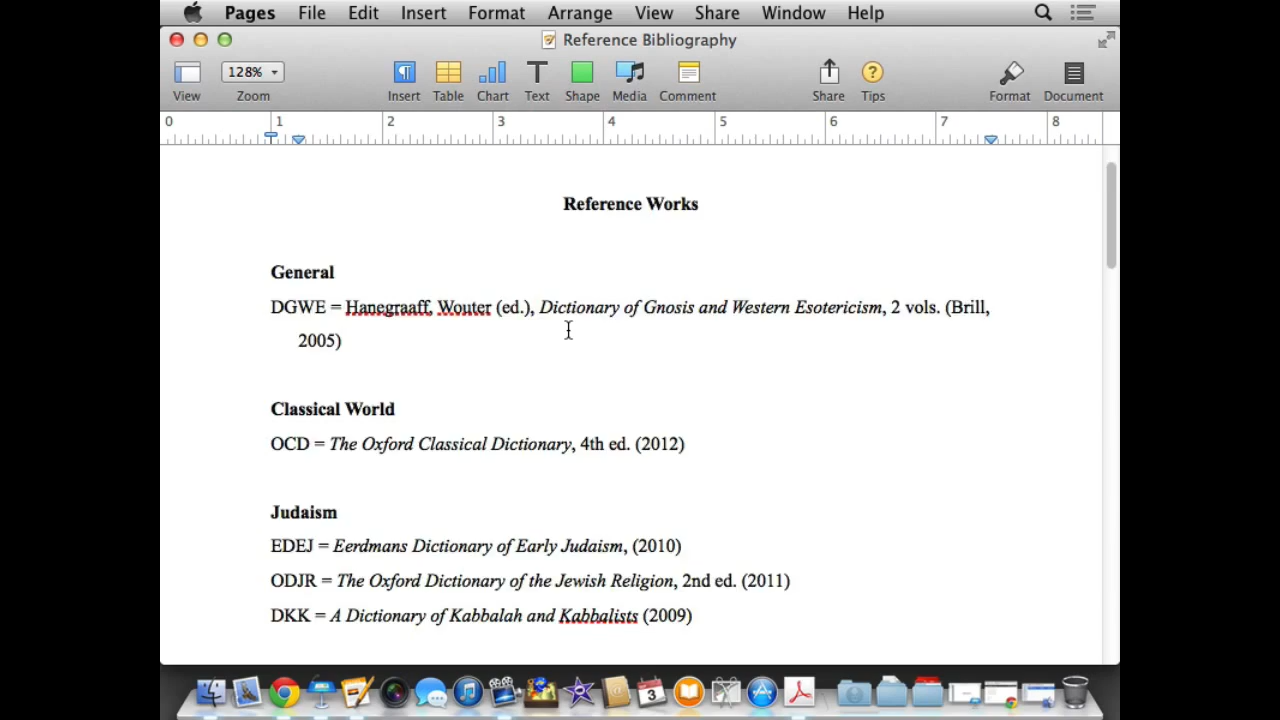 Pages File Edit Insert Format Arrange View Share Window Help
Reference Bibliography
128%
View Zoom Insert Table Chart Text Shape Media Comment Share Tips Format Document
0 1 2 3 4 5 6 7 8
Reference Works
General
DGWE = Hanegraaff, Wouter (ed.), Dictionary of Gnosis and Western Esotericism, 2 vols. (Brill,
2005)
Classical World
OCD = The Oxford Classical Dictionary, 4th ed. (2012)
Judaism
EDEJ = Eerdmans Dictionary of Early Judaism, (2010)
ODJR = The Oxford Dictionary of the Jewish Religion, 2nd ed. (2011)
DKK = A Dictionary of Kabbalah and Kabbalists (2009)
3